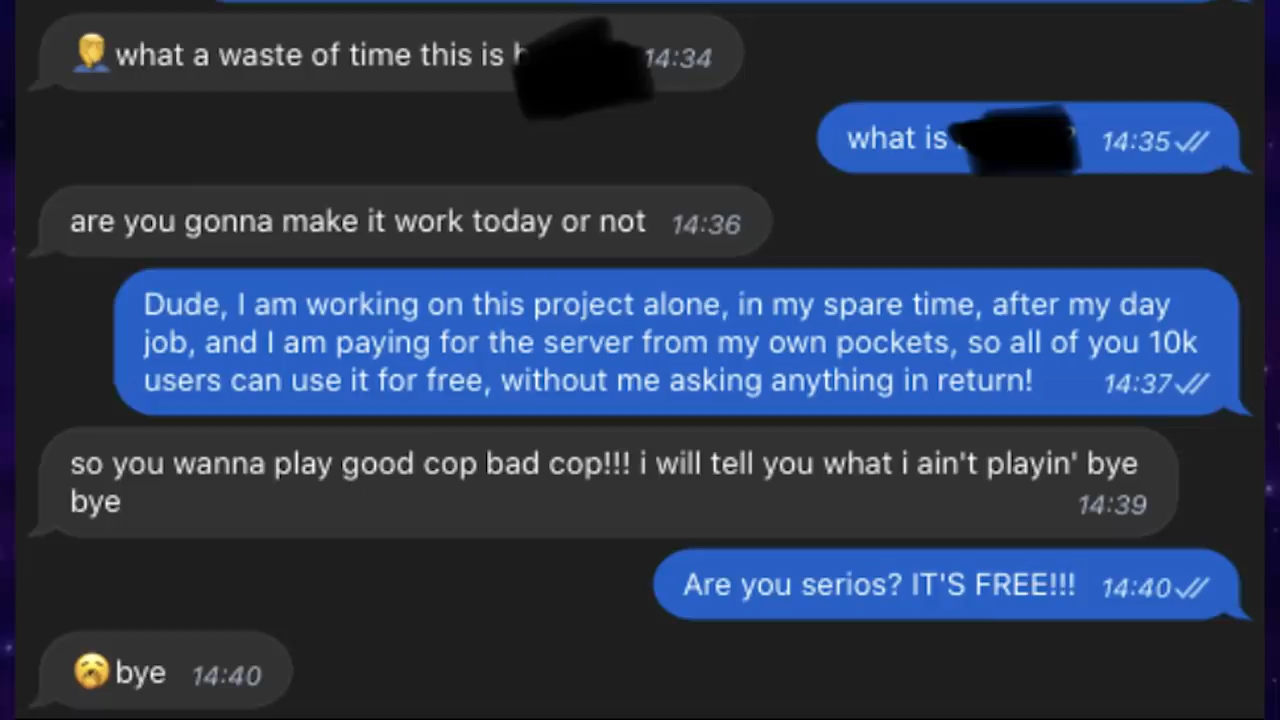 🤦‍♂️what a waste of time this is 14:34
what is 14:35
are you gonna make it work today or not 14:36
Dude, I am working on this project alone, in my spare time, after my day
job, and I am paying for the server from my own pockets, so all of you 10k
users can use it for free, without me asking anything in return! 14:37
so you wanna play good cop bad cop!!! i will tell you what i ain't playin' bye
bye 14:39
Are you serios? IT'S FREE!!! 14:40
🥱bye 14:40